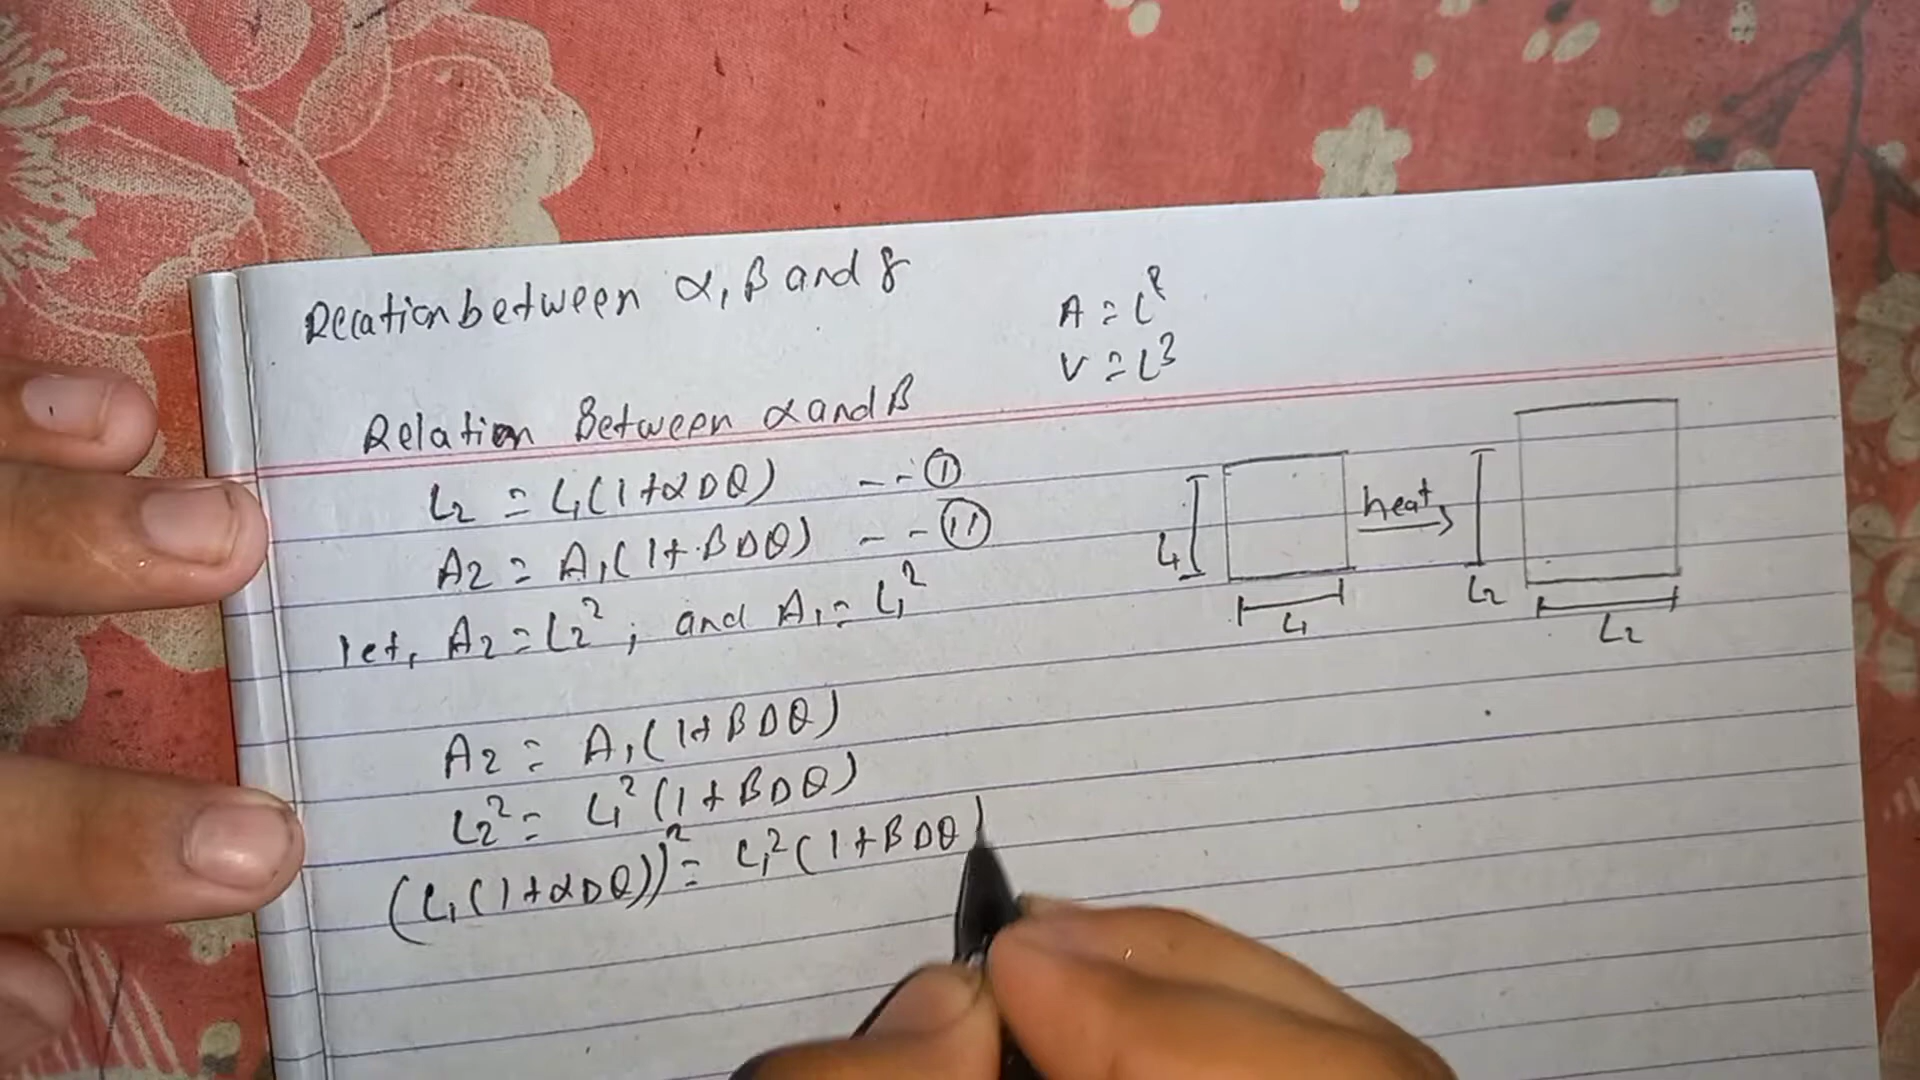 Relation between α, β and γ
A = L²
V = L³
Relation Between α and β
L₂ = L₁(1+αΔθ) --- ①
A₂ = A₁(1+βΔθ) --- ⑪
let, A₂ = L₂² ; and A₁ = L₁²
A₂ = A₁(1+βΔθ)
L₂² = L₁²(1+βΔθ)
(L₁(1+αΔθ))² = L₁²(1+βΔθ)
L₁
L₁
heat
L₂
L₂